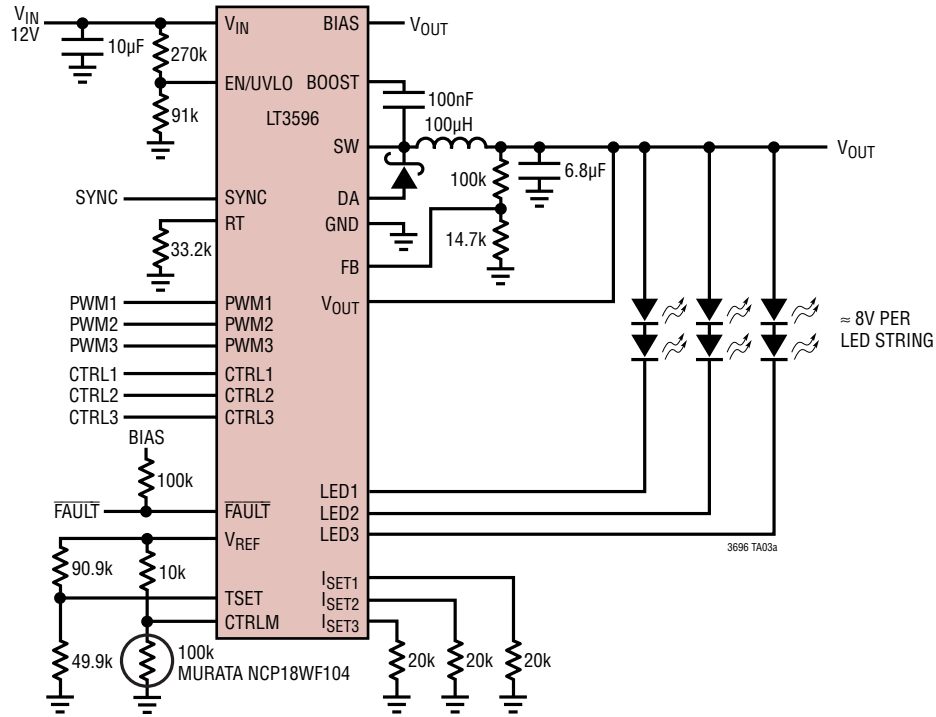 VIN
12V
10µF
270k
91k
VIN
EN/UVLO
LT3596
BIAS
VOUT
BOOST
100nF
100µH
SW
VOUT
6.8µF
100k
DA
GND
14.7k
FB
VOUT
SYNC
SYNC
RT
33.2k
PWM1
PWM1
PWM2
PWM2
PWM3
PWM3
CTRL1
CTRL1
CTRL2
CTRL2
CTRL3
CTRL3
≈ 8V PER
LED STRING
BIAS
100k
FAULT
FAULT
LED1
LED2
LED3
3696 TA03a
VREF
90.9k
10k
TSET
CTRLM
49.9k
100k
MURATA NCP18WF104
ISET1
ISET2
ISET3
20k
20k
20k